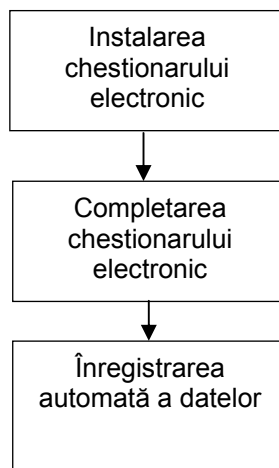 Instalarea
chestionarului
electronic
Completarea
chestionarului
electronic
Înregistrarea
automată a datelor